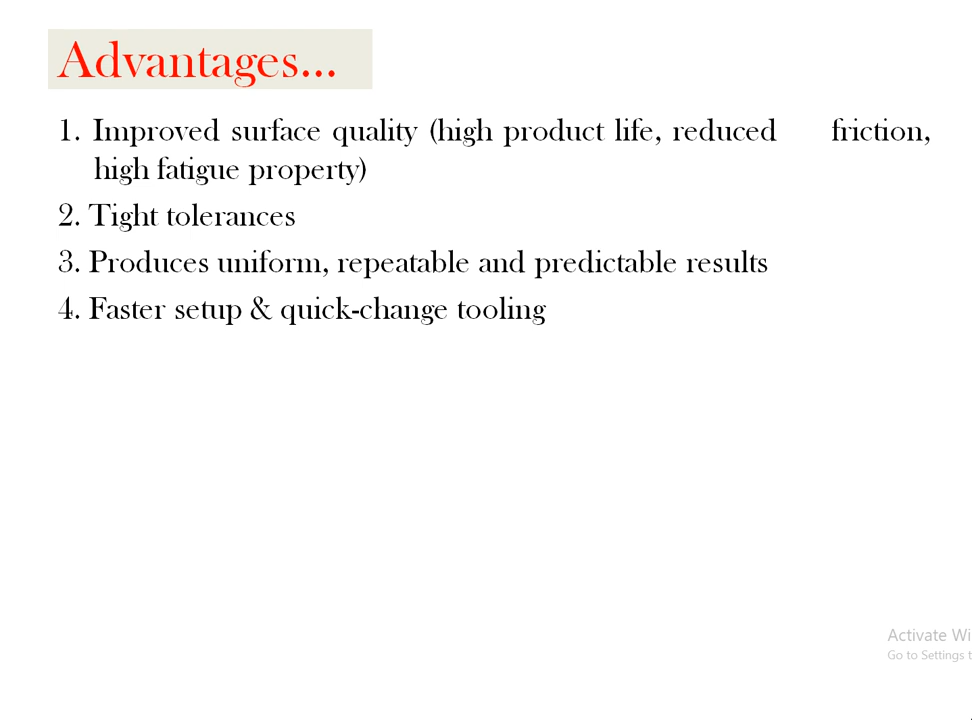 Advantages...
1. Improved surface quality (high product life, reduced friction,
high fatigue property)
2. Tight tolerances
3. Produces uniform, repeatable and predictable results
4. Faster setup & quick-change tooling
Activate Wi
Go to Settings t